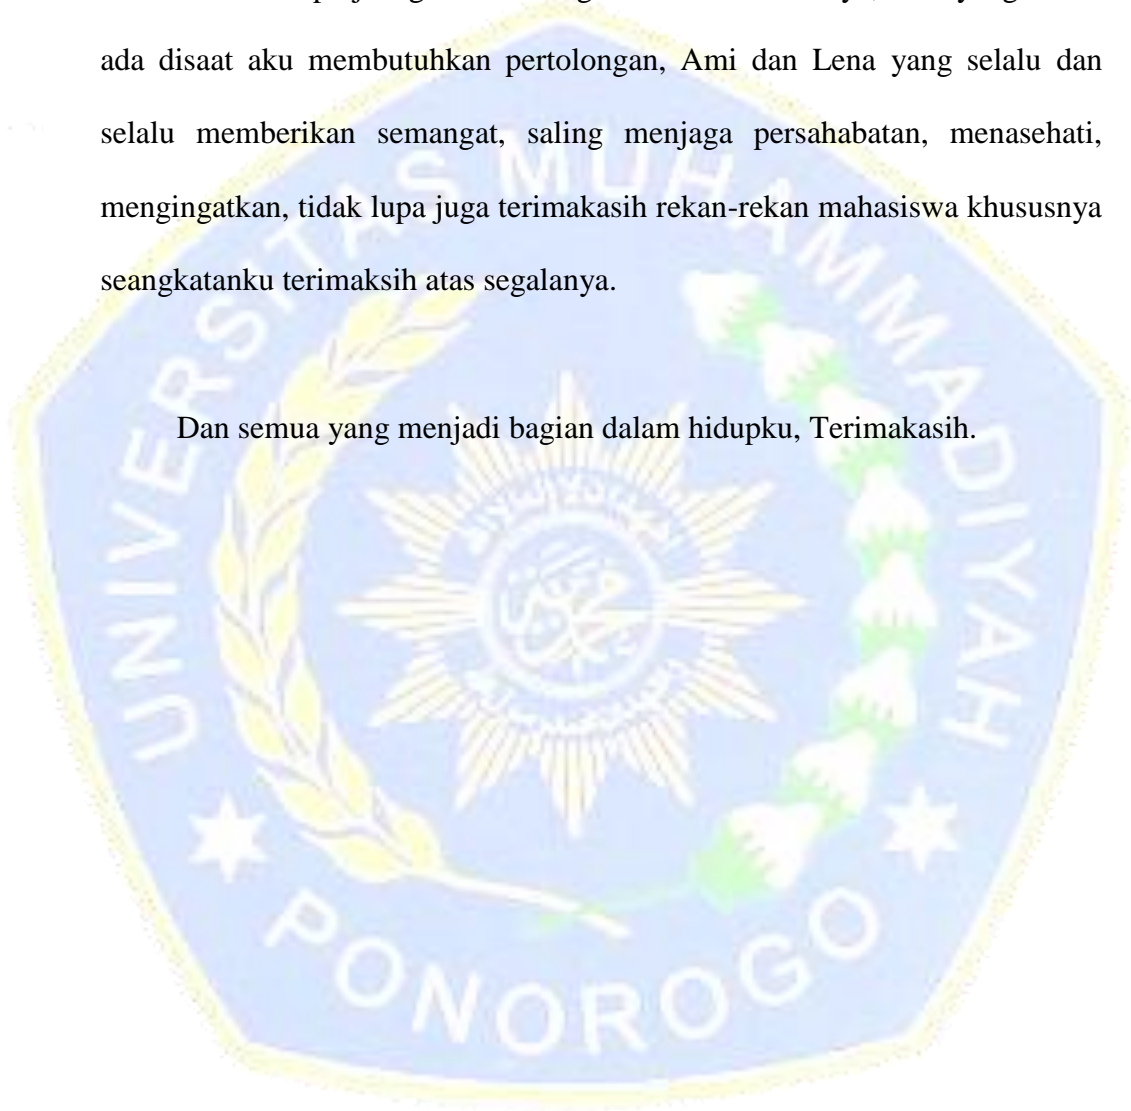 ada disaat aku membutuhkan pertolongan, Ami dan Lena yang selalu dan
selalu memberikan semangat, saling menjaga persahabatan, menasehati,
mengingatkan, tidak lupa juga terimakasih rekan-rekan mahasiswa khususnya
seangkatanku terimaksih atas segalanya.
Dan semua yang menjadi bagian dalam hidupku, Terimakasih.
UNIVERSITAS MUHAMMADIYAH
PONOROGO